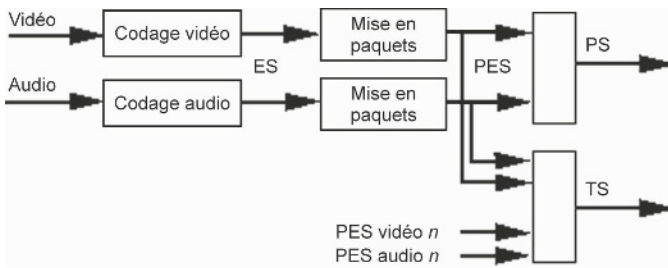 Vidéo
Codage vidéo
Mise en
paquets
ES
PES
PS
Audio
Codage audio
Mise en
paquets
TS
PES vidéo n
PES audio n